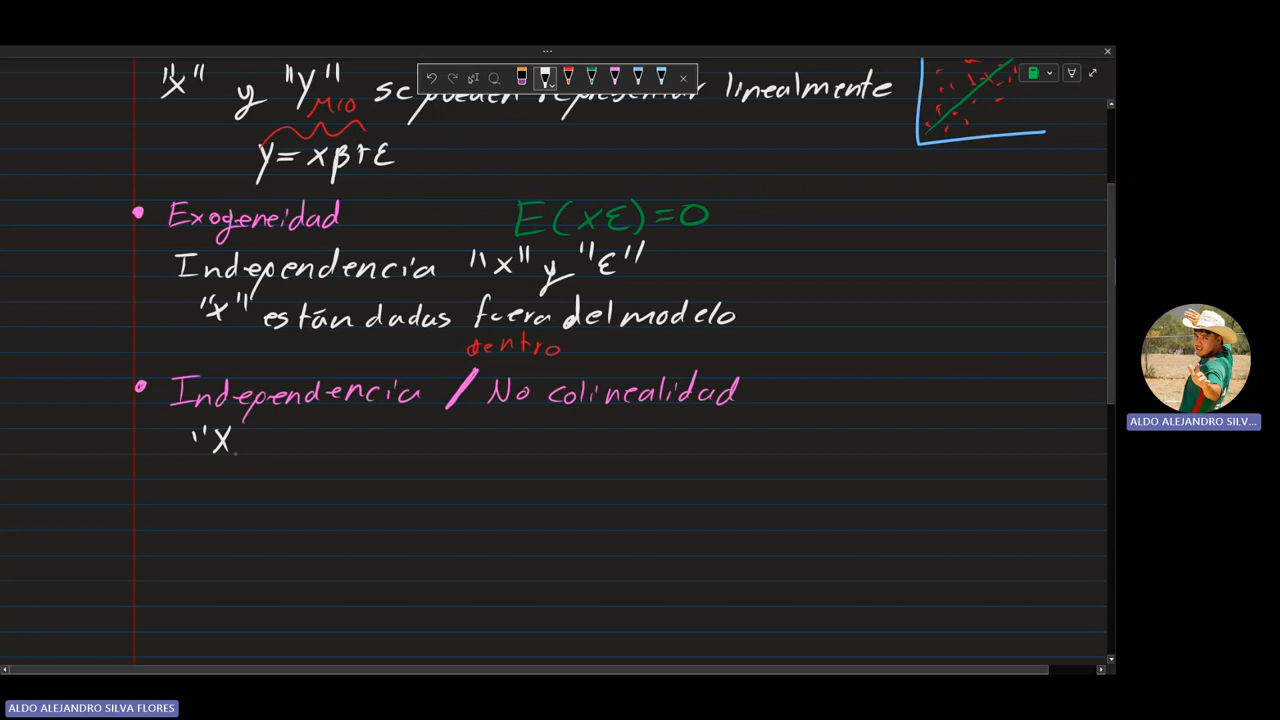 "X" y "Y" se pueden representar linealmente
MCO
Y = Xβ + ε
• Exogeneidad E(Xε) = 0
Independencia "X" y "ε"
"X" están dadas fuera del modelo
dentro
• Independencia / No colinealidad
"X
ALDO ALEJANDRO SILV...
ALDO ALEJANDRO SILVA FLORES